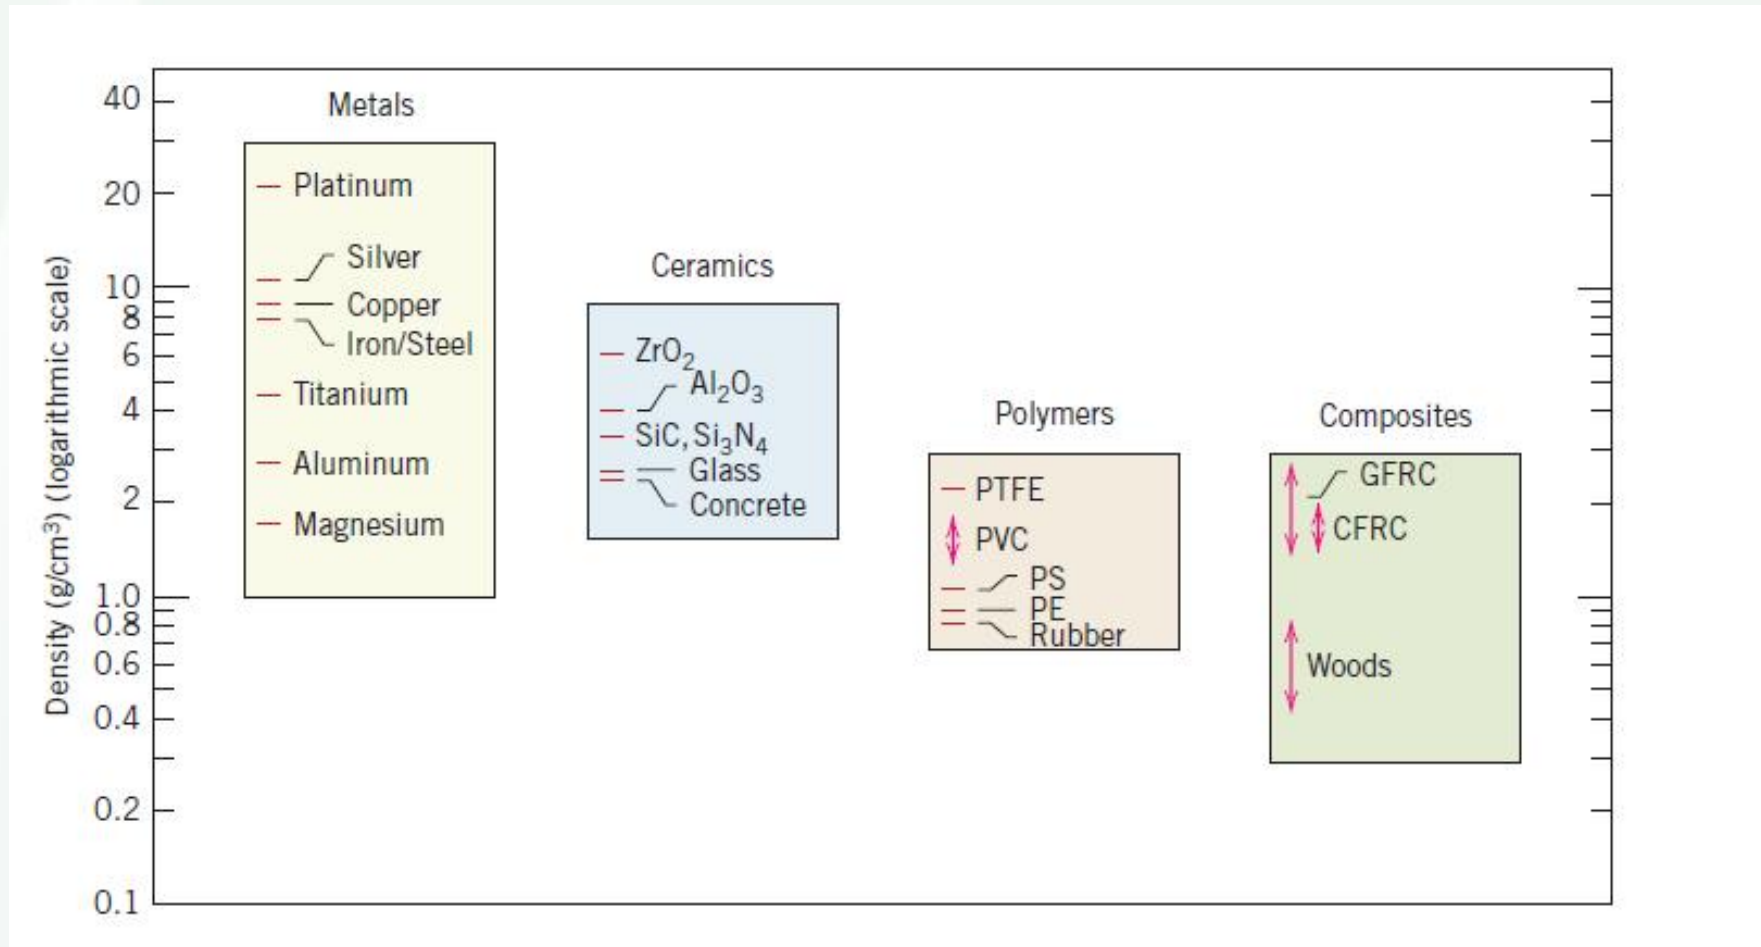 Density (g/cm³) (logarithmic scale)
40
20
10
8
6
4
2
1.0
0.8
0.6
0.4
0.2
0.1
Metals
Platinum
Silver
Copper
Iron/Steel
Titanium
Aluminum
Magnesium
Ceramics
ZrO₂
Al₂O₃
SiC, Si₃N₄
Glass
Concrete
Polymers
PTFE
PVC
PS
PE
Rubber
Composites
GFRC
CFRC
Woods